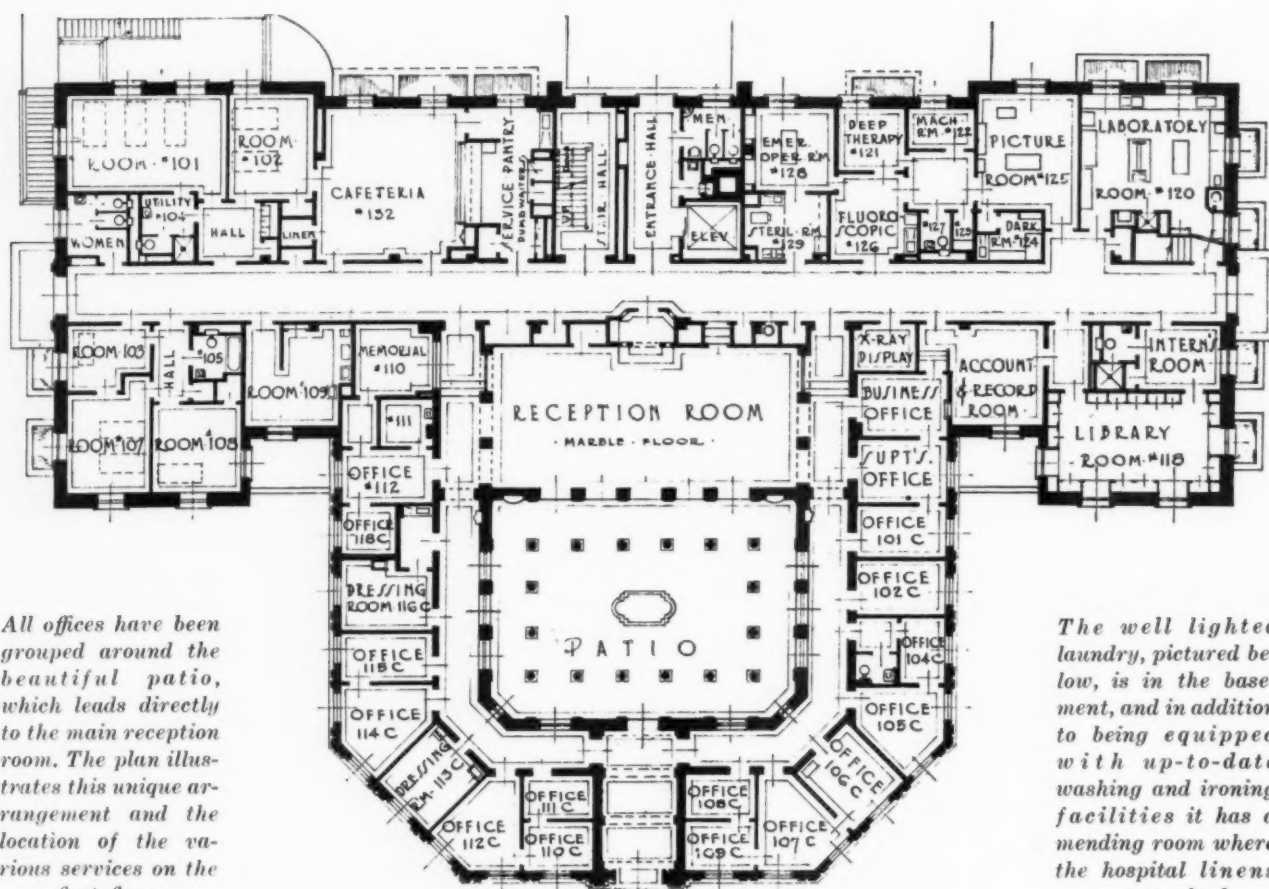 ROOM #101
ROOM
#102
CAFETERIA
#132
SERVICE PANTRY
DUMBWAITERS
UP
DOWN
STAIR HALL
ENTRANCE HALL
MEN
ELEV
EMER.
OPER R'M
#128
STERIL·RM
#129
DEEP
THERAPY
#121
MACH
RM. #122
FLUORO
SCOPIC
#126
#127
123
PICTURE
ROOM #125
DARK
RM. #124
LABORATORY
ROOM #120
UTILITY
#104
WOMEN
HALL
LINEN
ROOM·103
HALL
#105
ROOM #109
MEMORIAL
#110
#111
ROOM #107
ROOM #108
OFFICE
#112
OFFICE
118C
DRESSING
ROOM 116C
OFFICE
115C
OFFICE
114C
DRESSING
RM·113C
OFFICE
112C
OFFICE
111C
OFFICE
110C
RECEPTION ROOM
·MARBLE·FLOOR·
PATIO
X-RAY
DISPLAY
BUSINESS
OFFICE
SUPT'S
OFFICE
OFFICE
101C
OFFICE
102C
OFFICE
104C
OFFICE
105C
OFFICE
106C
OFFICE
107C
OFFICE
108C
OFFICE
109C
ACCOUNT
& RECORD
ROOM
INTERN'S
ROOM
LIBRARY
ROOM·#118
All offices have been
grouped around the
beautiful patio,
which leads directly
to the main reception
room. The plan illus-
trates this unique ar-
rangement and the
location of the va-
rious services on the
The well lighted
laundry, pictured be-
low, is in the base-
ment, and in addition
to being equipped
with up-to-date
washing and ironing
facilities it has a
mending room where
the hospital linens